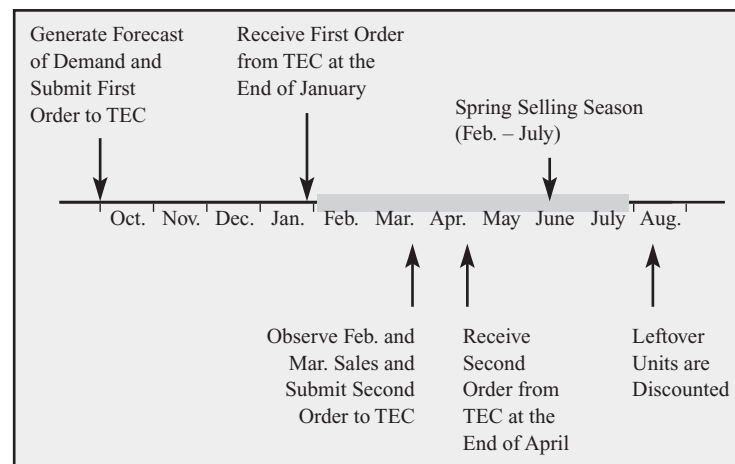 Generate Forecast
of Demand and
Submit First
Order to TEC
Receive First Order
from TEC at the
End of January
Spring Selling Season
(Feb. – July)
Oct. Nov. Dec. Jan. Feb. Mar. Apr. May June July Aug.
Observe Feb. and
Mar. Sales and
Submit Second
Order to TEC
Receive
Second
Order from
TEC at the
End of April
Leftover
Units are
Discounted